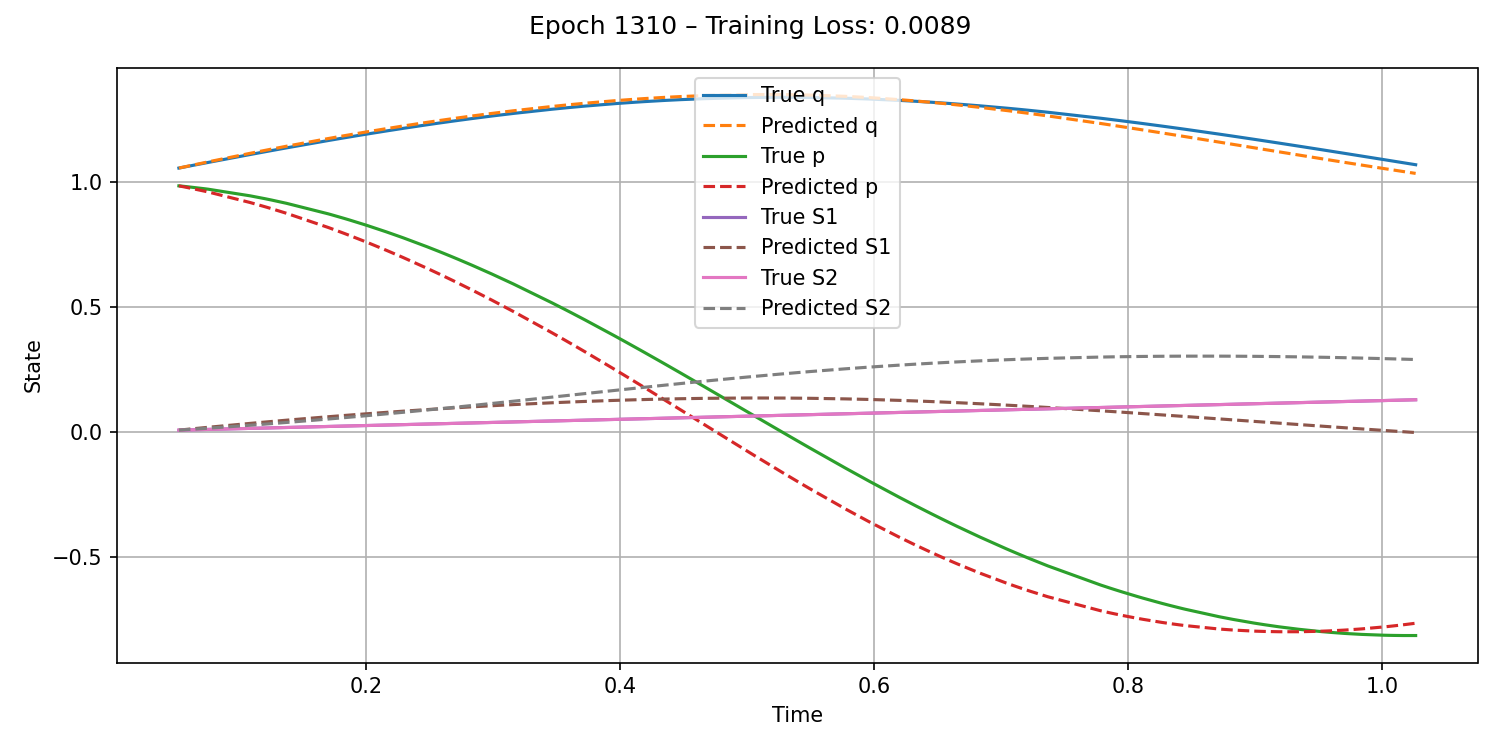 Epoch 1310 – Training Loss: 0.0089
True q
Predicted q
True p
Predicted p
True S1
Predicted S1
True S2
Predicted S2
State
1.0
0.5
0.0
−0.5
0.2
0.4
0.6
0.8
1.0
Time